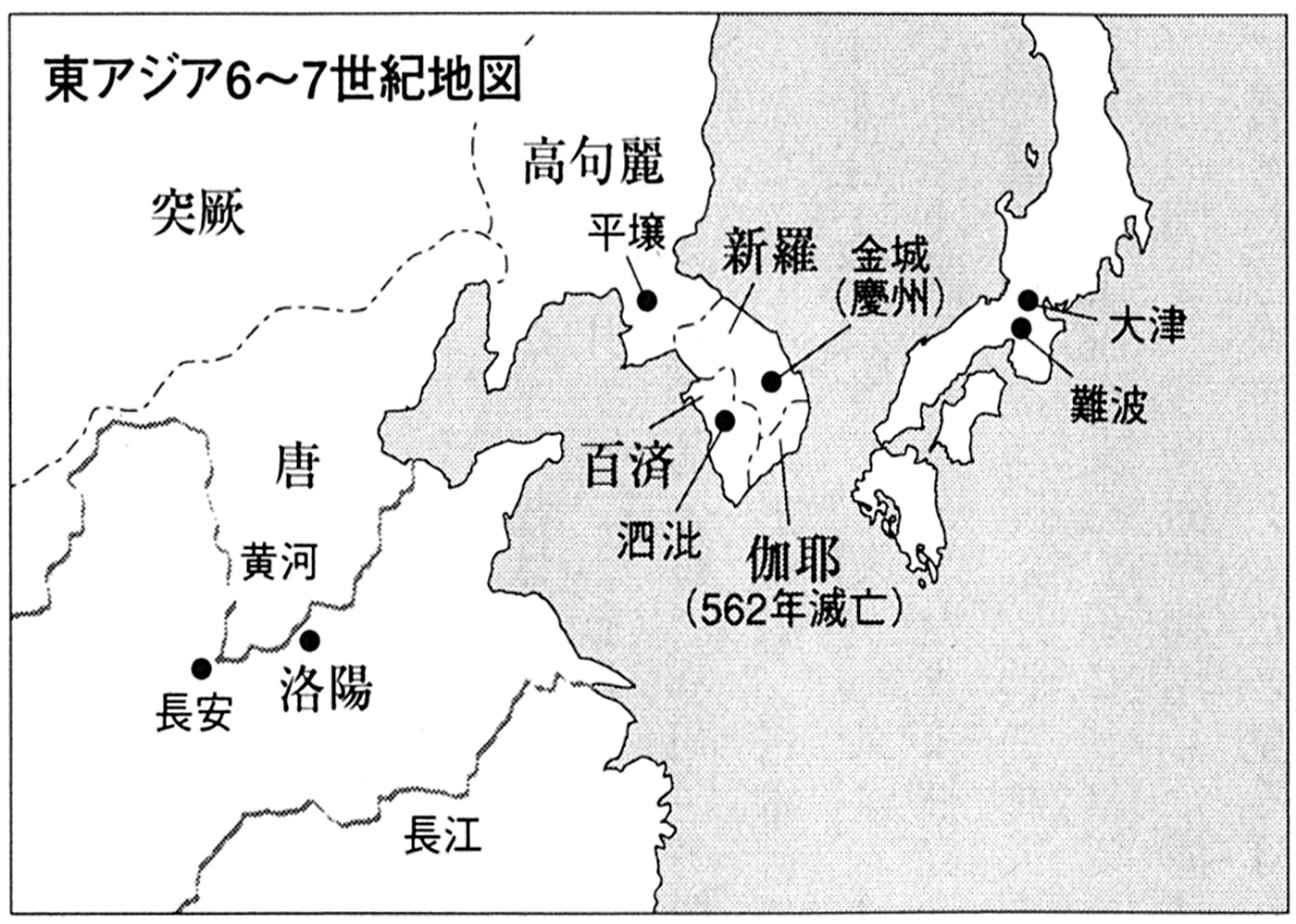 東アジア6〜7世紀地図
突厥
高句麗
平壌
新羅
金城
(慶州)
大津
難波
唐
百済
泗沘
伽耶
(562年滅亡)
黄河
洛陽
長安
長江